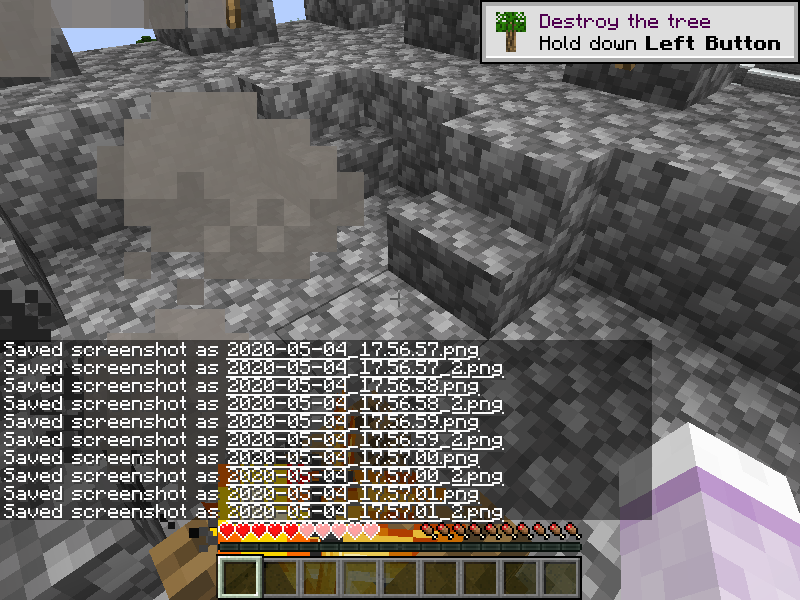 Destroy the tree
Hold down Left Button
Saved screenshot as 2020-05-04_17.56.57.png
Saved screenshot as 2020-05-04_17.56.57_2.png
Saved screenshot as 2020-05-04_17.56.58.png
Saved screenshot as 2020-05-04_17.56.58_2.png
Saved screenshot as 2020-05-04_17.56.59.png
Saved screenshot as 2020-05-04_17.56.59_2.png
Saved screenshot as 2020-05-04_17.57.00.png
Saved screenshot as 2020-05-04_17.57.00_2.png
Saved screenshot as 2020-05-04_17.57.01.png
Saved screenshot as 2020-05-04_17.57.01_2.png